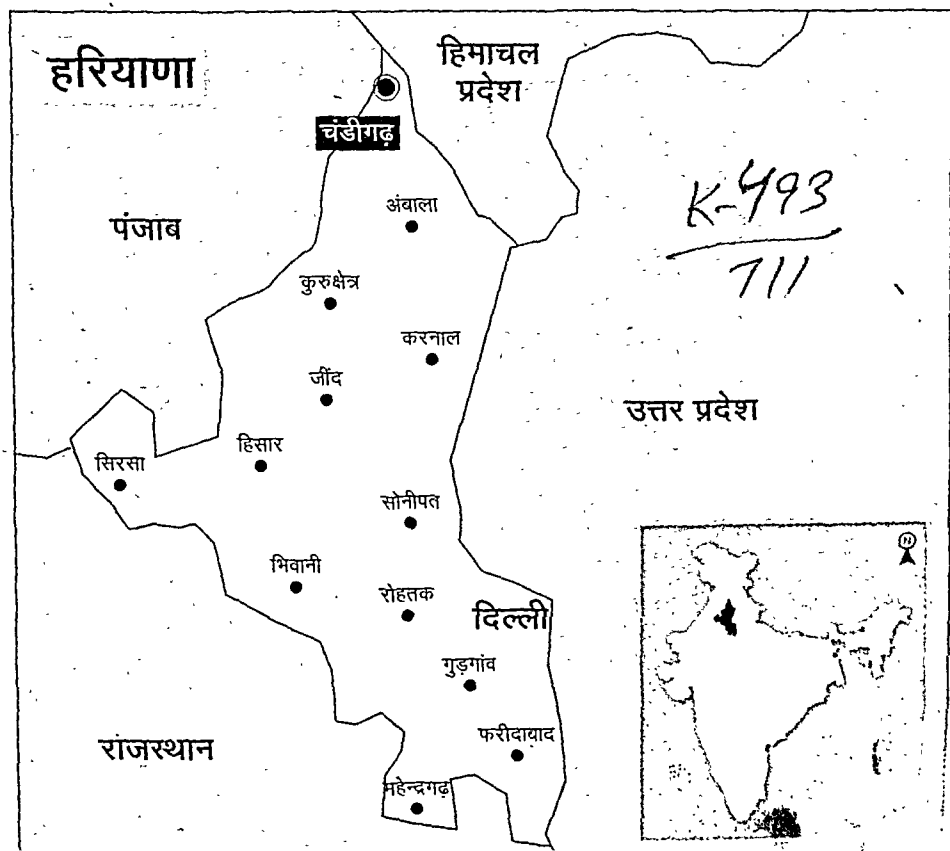 हरियाणा
हिमाचल
प्रदेश
चंडीगढ़
पंजाब
अंबाला
K-493
711
कुरुक्षेत्र
करनाल
जींद
उत्तर प्रदेश
हिसार
सिरसा
सोनीपत
N
भिवानी
रोहतक
दिल्ली
गुड़गांव
फरीदाबाद
राजस्थान
महेन्द्रगढ़